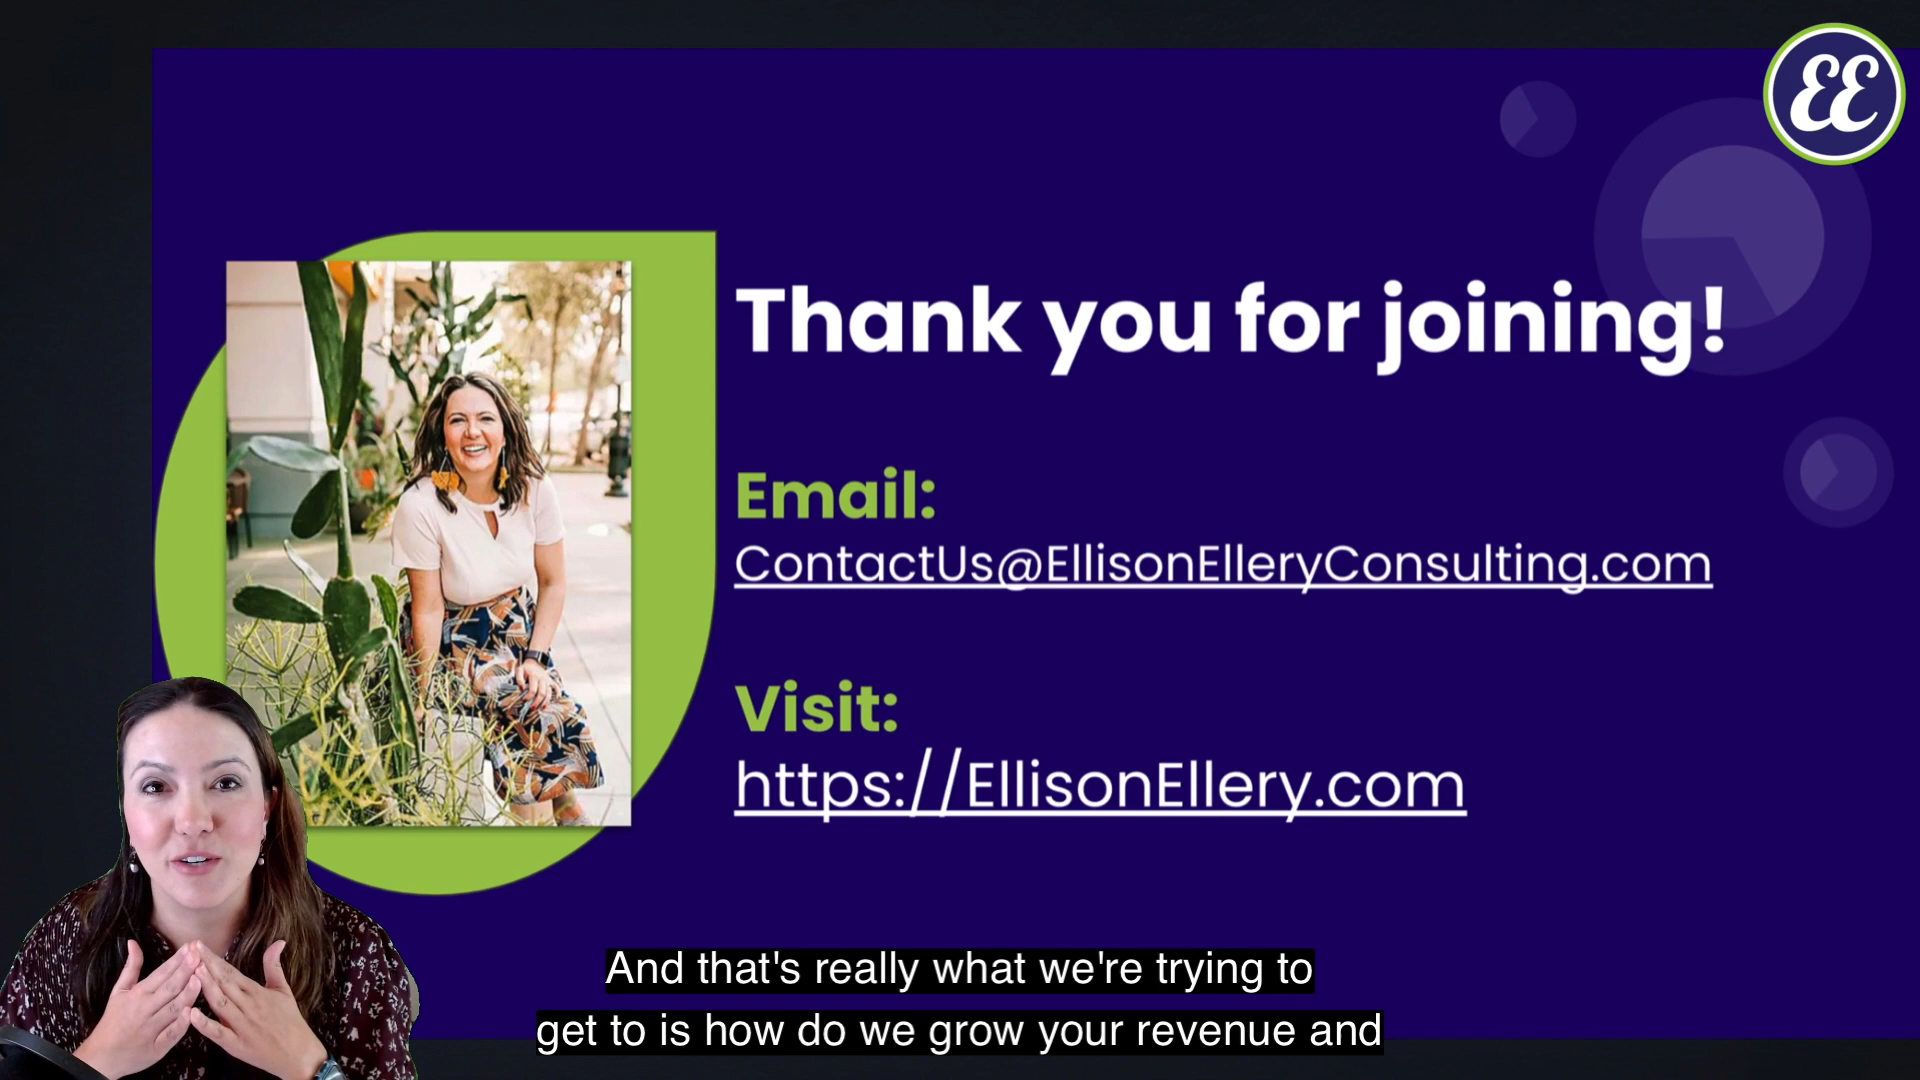 EE
Thank you for joining!
Email:
ContactUs@EllisonElleryConsulting.com
Visit:
https://EllisonEllery.com
And that's really what we're trying to
get to is how do we grow your revenue and